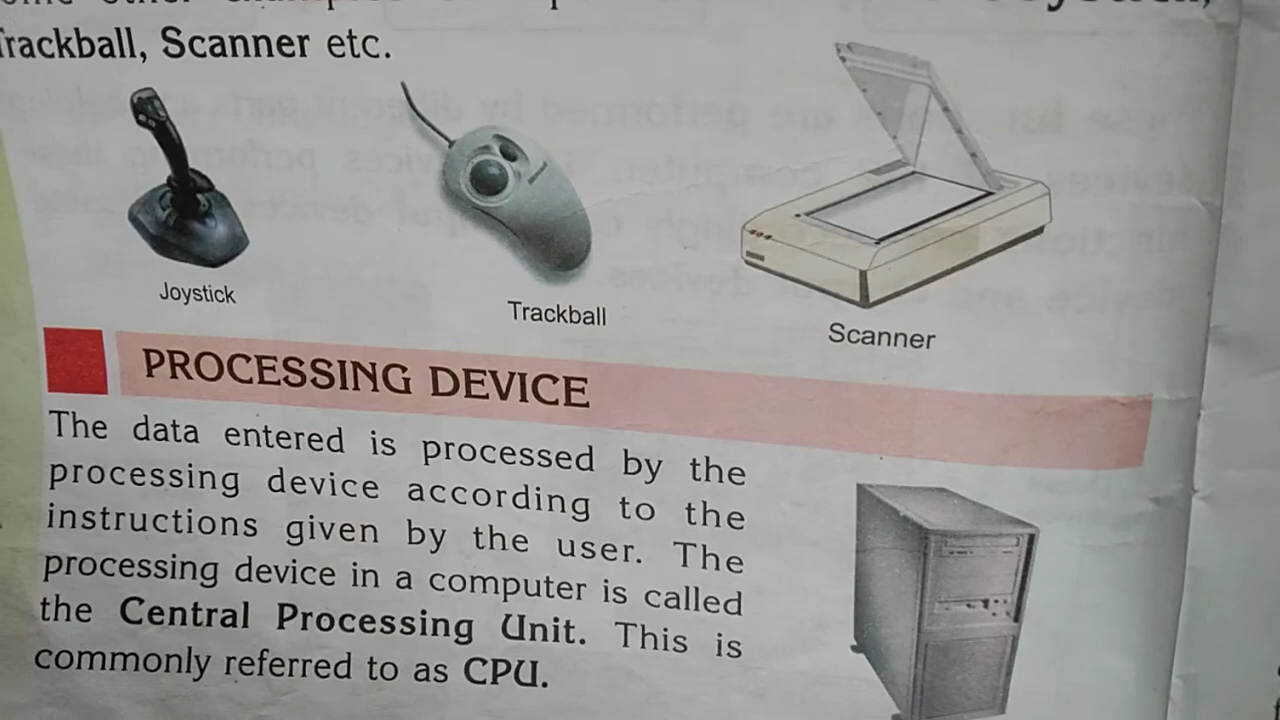 Trackball, Scanner etc.
Joystick
Trackball
Scanner
PROCESSING DEVICE
The data entered is processed by the
processing device according to the
instructions given by the user. The
processing device in a computer is called
the Central Processing Unit. This is
commonly referred to as CPU.